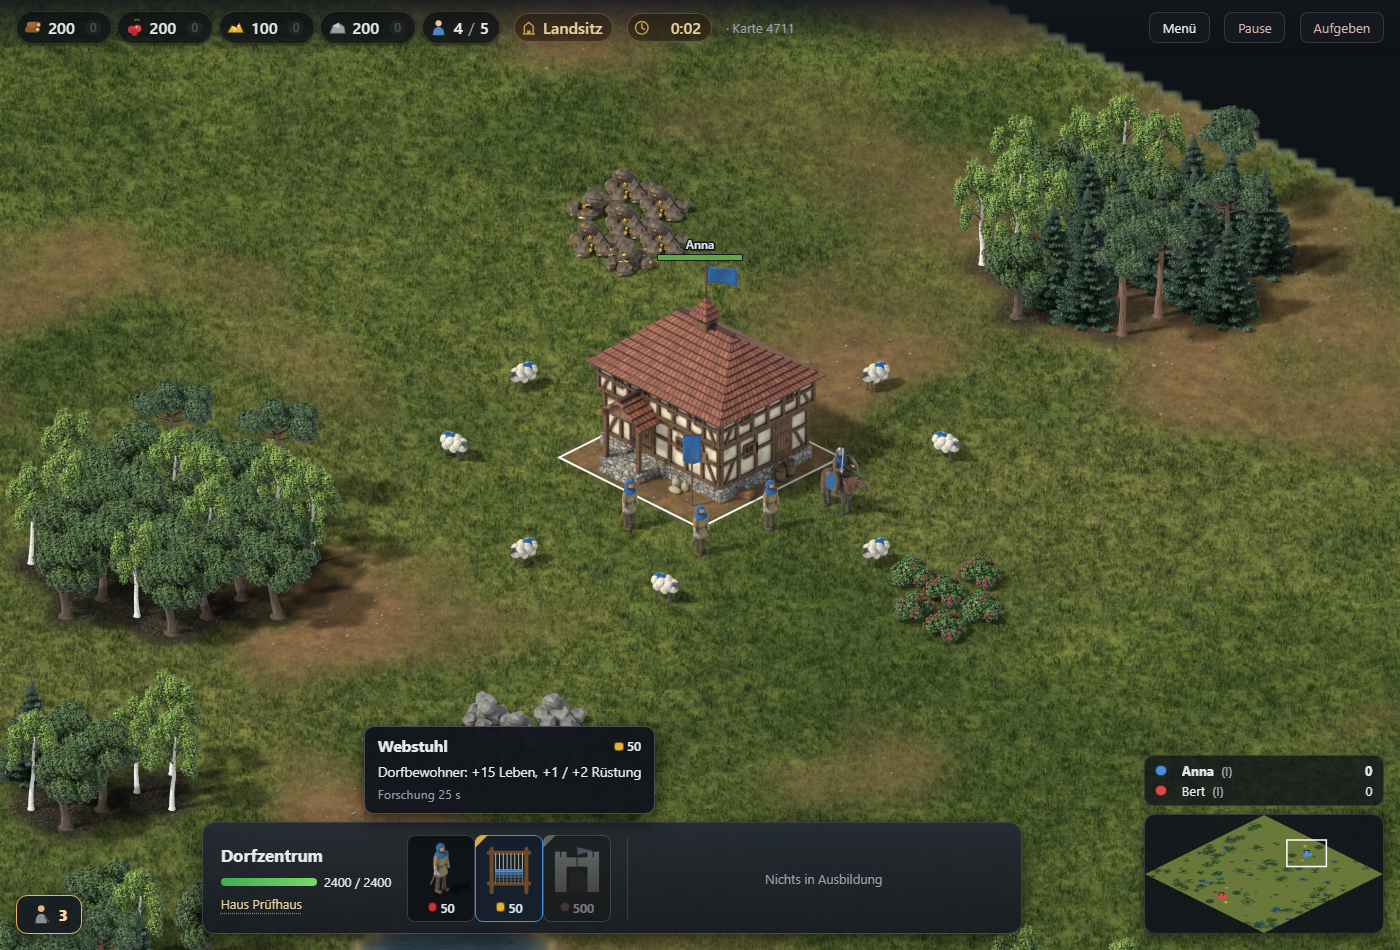 200 0 200 0 100 0 200 0 4 / 5 Landsitz 0:02 · Karte 4711 Menü Pause Aufgeben
Anna
Webstuhl 50
Dorfbewohner: +15 Leben, +1 / +2 Rüstung
Forschung 25 s
Anna (I) 0
Bert (I) 0
Dorfzentrum
2400 / 2400
Haus Prüfhaus
50 50 500
Nichts in Ausbildung
3